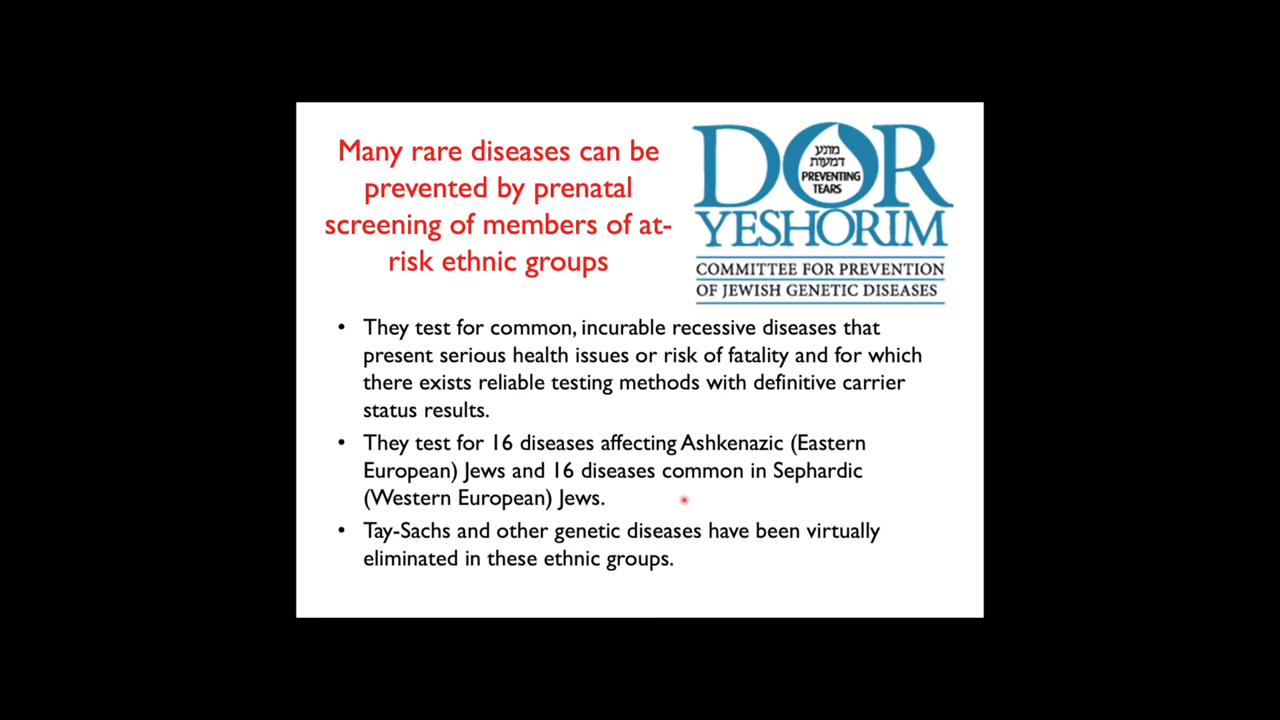 Many rare diseases can be
prevented by prenatal
screening of members of at-
risk ethnic groups
DOR
מונע
דמעות
PREVENTING
TEARS
YESHORIM
COMMITTEE FOR PREVENTION
OF JEWISH GENETIC DISEASES
• They test for common, incurable recessive diseases that
present serious health issues or risk of fatality and for which
there exists reliable testing methods with definitive carrier
status results.
• They test for 16 diseases affecting Ashkenazic (Eastern
European) Jews and 16 diseases common in Sephardic
(Western European) Jews.
• Tay-Sachs and other genetic diseases have been virtually
eliminated in these ethnic groups.